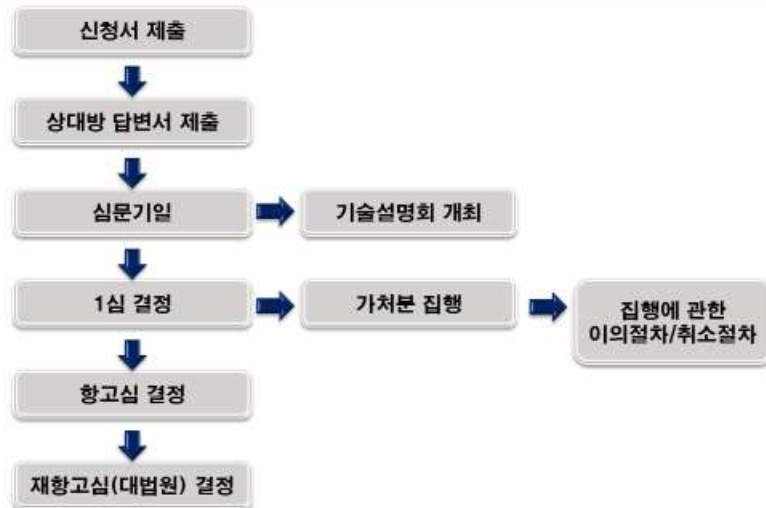 신청서 제출
상대방 답변서 제출
심문기일
기술설명회 개최
1심 결정
가처분 집행
집행에 관한
이의절차/취소절차
항고심 결정
재항고심(대법원) 결정